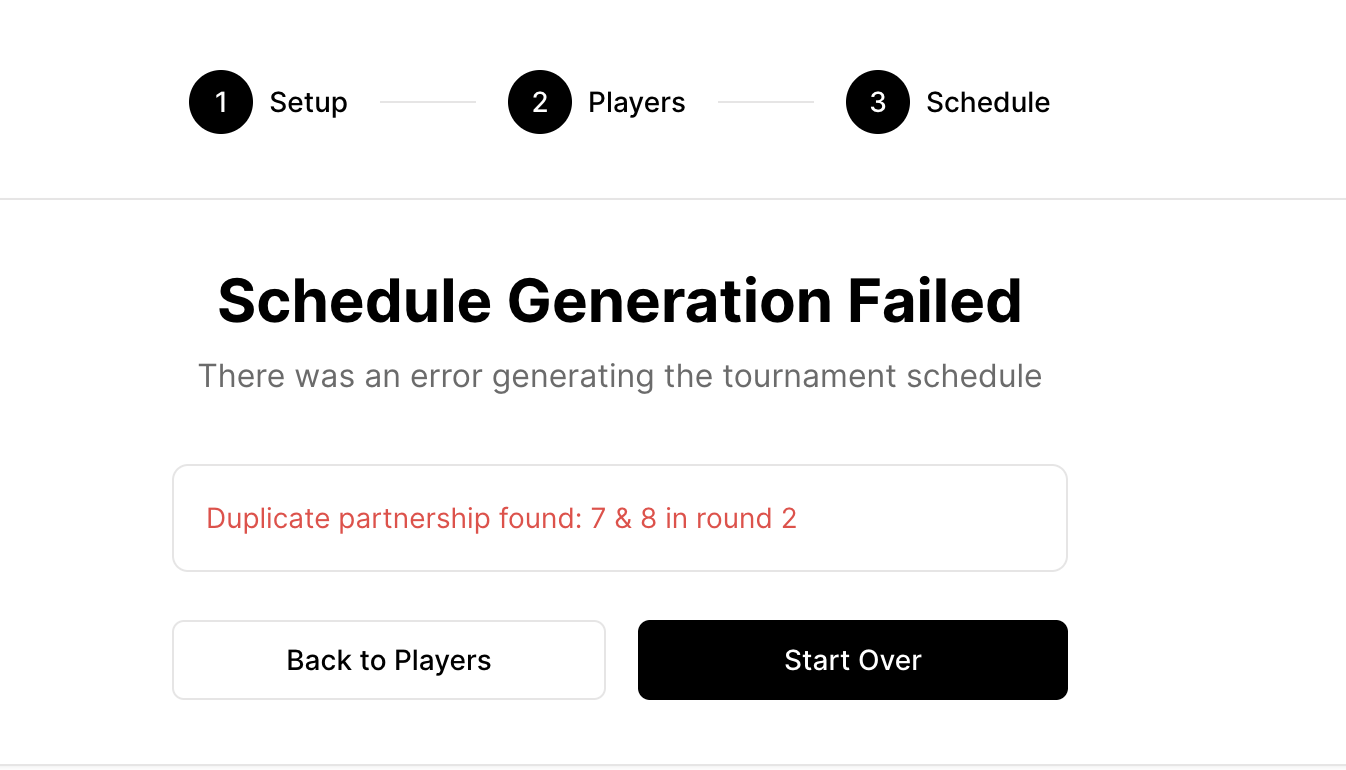 1 Setup 2 Players 3 Schedule
Schedule Generation Failed
There was an error generating the tournament schedule
Duplicate partnership found: 7 & 8 in round 2
Back to Players Start Over